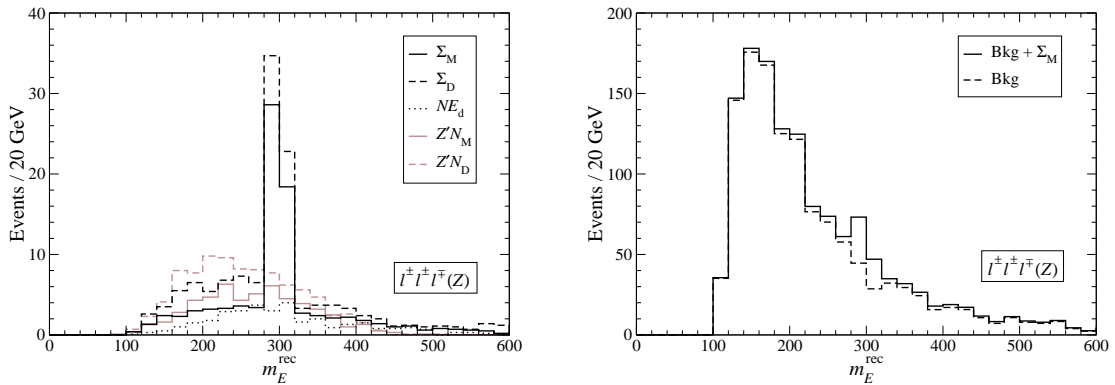 40
30
20
10
0
0 100 200 300 400 500 600
Events / 20 GeV
m_E^rec
Σ_M
Σ_D
NE_d
Z'N_M
Z'N_D
l^± l^± l^∓ (Z)
200
150
100
50
0
0 100 200 300 400 500 600
Events / 20 GeV
m_E^rec
Bkg + Σ_M
Bkg
l^± l^± l^∓ (Z)